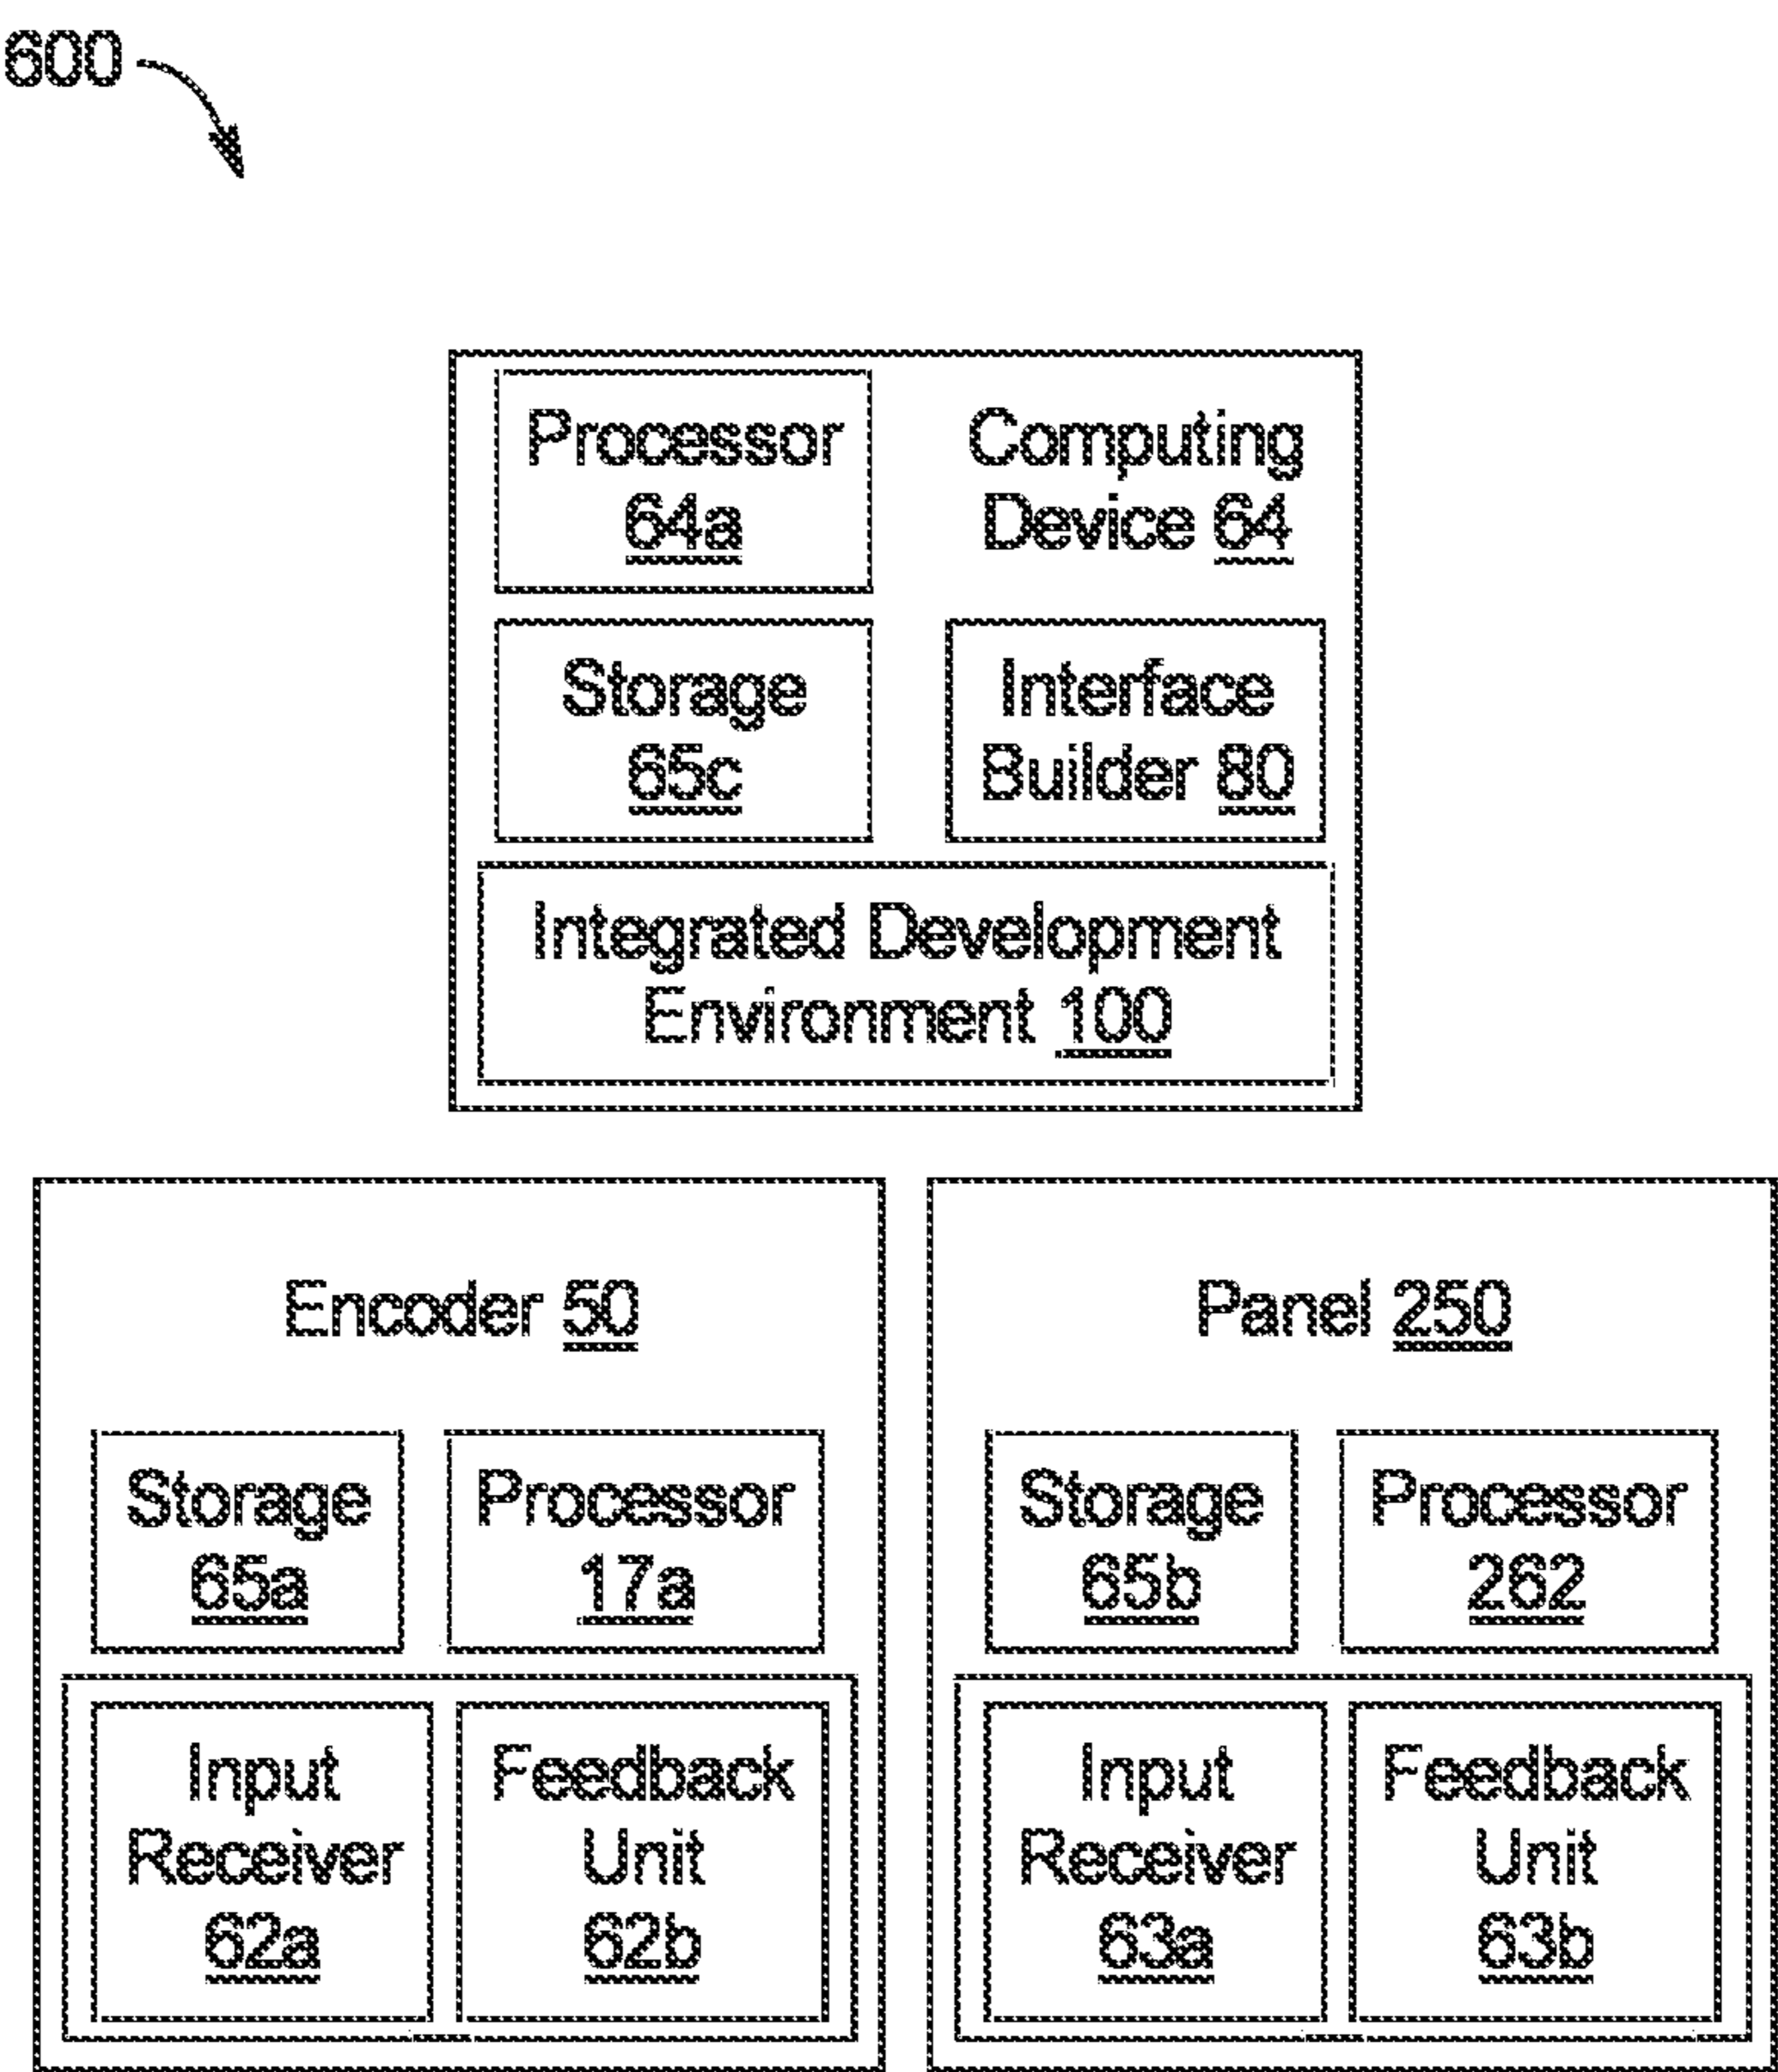 600
Processor
64a
Computing
Device 64
Storage
65c
Interface
Builder 80
Integrated Development
Environment 100
Encoder 50
Storage
65a
Processor
17a
Input
Receiver
62a
Feedback
Unit
62b
Panel 250
Storage
65b
Processor
262
Input
Receiver
63a
Feedback
Unit
63b